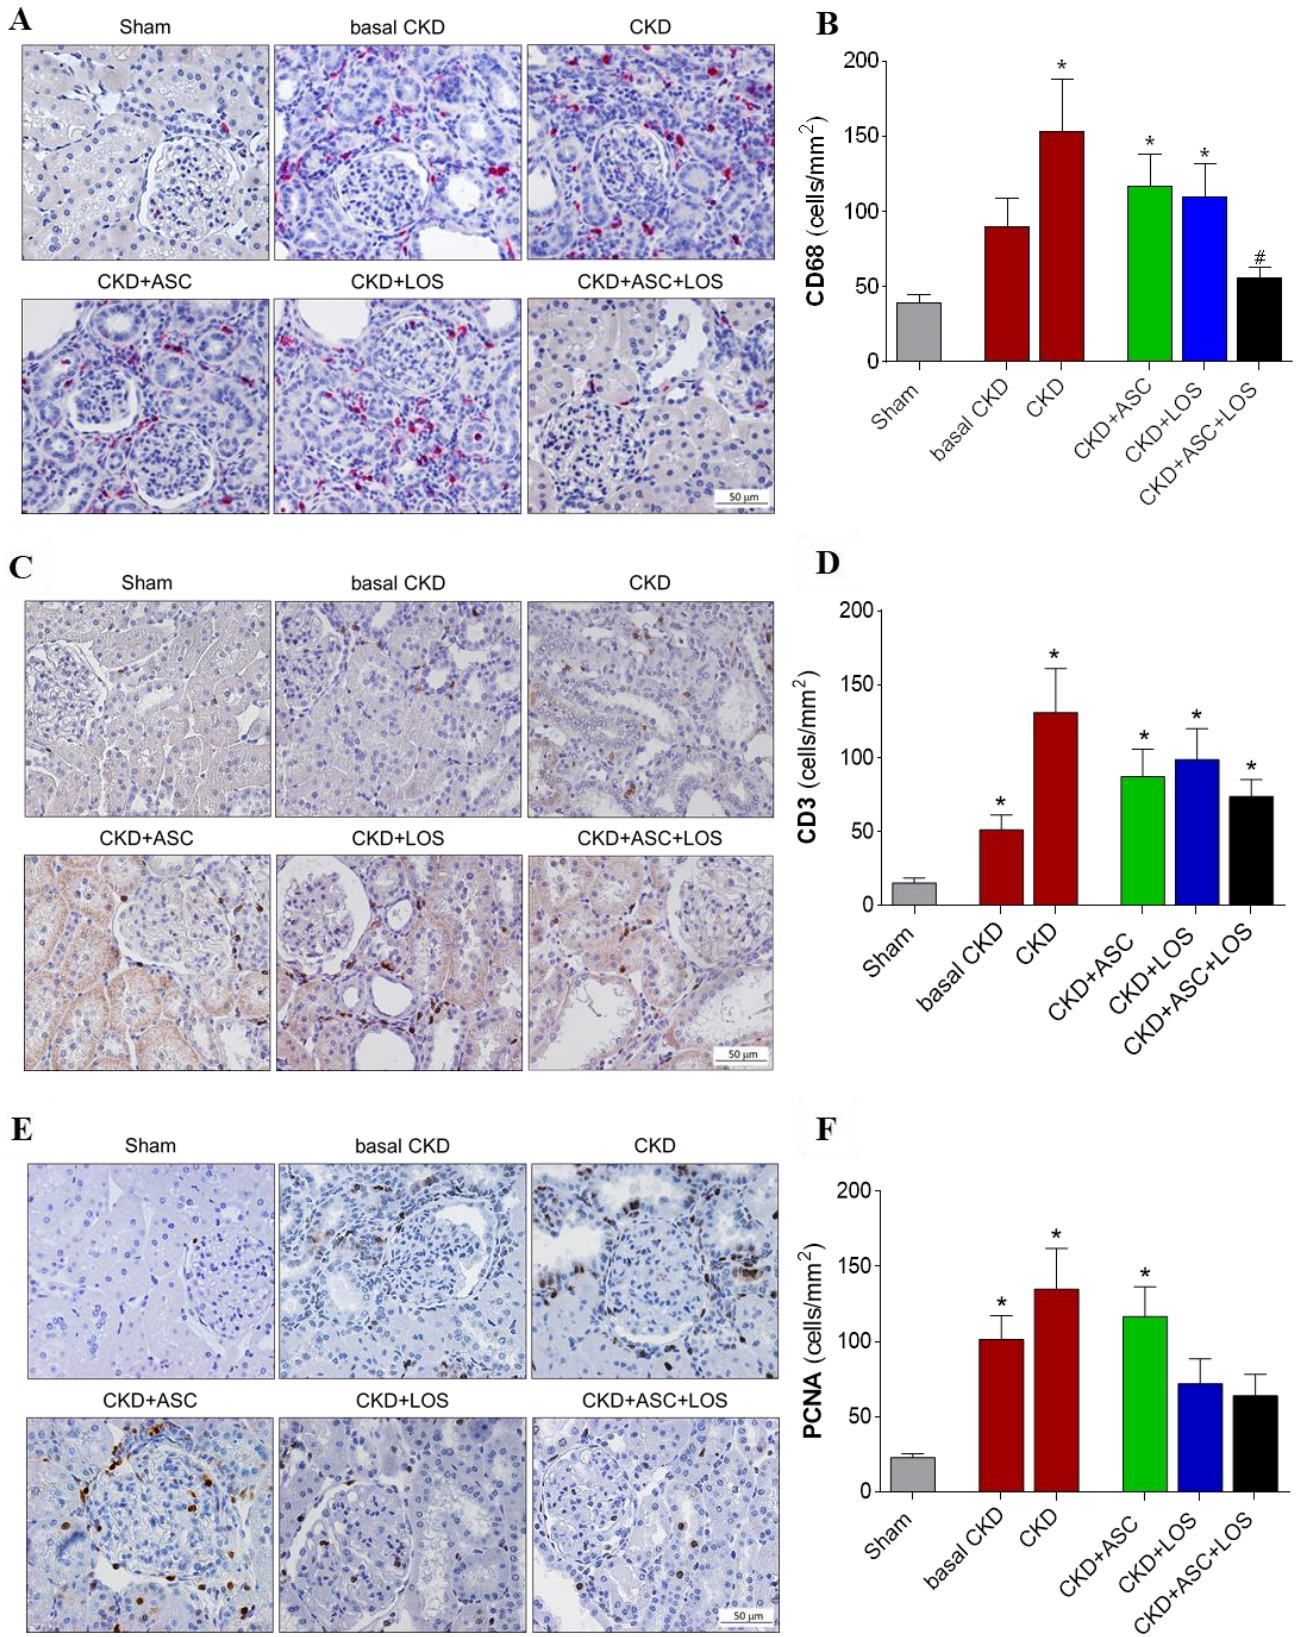 A
Sham basal CKD CKD
CKD+ASC CKD+LOS CKD+ASC+LOS
50 µm
B
CD68 (cells/mm²)
200
150
100
50
0
* * * #
Sham basal CKD CKD CKD+ASC CKD+LOS CKD+ASC+LOS
C
Sham basal CKD CKD
CKD+ASC CKD+LOS CKD+ASC+LOS
50 µm
D
CD3 (cells/mm²)
200
150
100
50
0
* * * * *
Sham basal CKD CKD CKD+ASC CKD+LOS CKD+ASC+LOS
E
Sham basal CKD CKD
CKD+ASC CKD+LOS CKD+ASC+LOS
50 µm
F
PCNA (cells/mm²)
200
150
100
50
0
* * *
Sham basal CKD CKD CKD+ASC CKD+LOS CKD+ASC+LOS